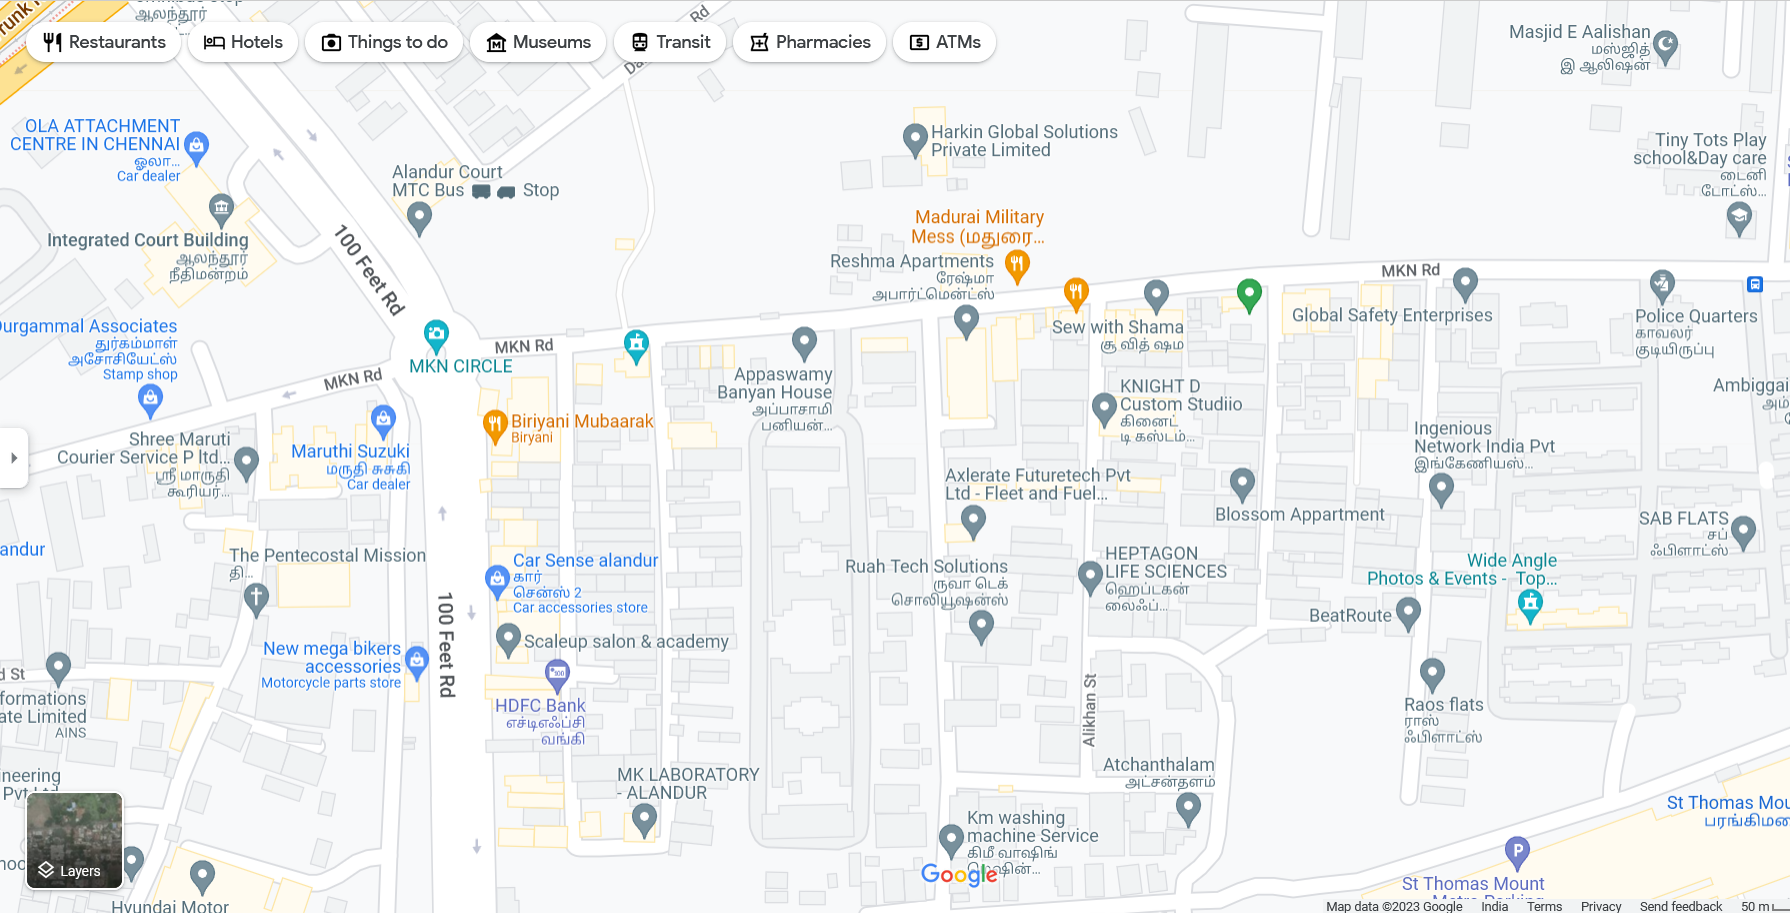 ஆலந்தூர்
Restaurants
Hotels
Things to do
Museums
Transit
Pharmacies
ATMs
Rd
Masjid E Aalishan
மஸ்ஜித்
இ ஆலிஷன்
OLA ATTACHMENT
CENTRE IN CHENNAI
ஓலா...
Car dealer
Alandur Court
MTC Bus Stop
Harkin Global Solutions
Private Limited
Tiny Tots Play
school&Day care
டைனி
டோட்ஸ்...
Integrated Court Building
ஆலந்தூர்
நீதிமன்றம்
100 Feet Rd
Madurai Military
Mess (மதுரை...
Reshma Apartments
ரேஷ்மா
அபார்ட்மென்ட்ஸ்
MKN Rd
Durgammal Associates
துர்கம்மாள்
அசோசியேட்ஸ்
Stamp shop
MKN CIRCLE
MKN Rd
MKN Rd
Sew with Shama
சூ வித் ஷம
Global Safety Enterprises
Police Quarters
காவலர்
குடியிருப்பு
Appaswamy
Banyan House
அப்பாசாமி
பனியன்...
KNIGHT D
Custom Studiio
கினைட்
டி கஸ்டம்...
Ambiggai
Biriyani Mubaarak
Biryani
Shree Maruti
Courier Service P ltd...
ஸ்ரீ மாருதி
கூரியர்...
Maruthi Suzuki
மருதி சுசுகி
Car dealer
Ingenious
Network India Pvt
இங்கேணியஸ்...
Axlerate Futuretech Pvt
Ltd - Fleet and Fuel...
Blossom Appartment
SAB FLATS
சப்
ஃபிளாட்ஸ்
andur
The Pentecostal Mission
தி...
Car Sense alandur
கார்
சென்ஸ் 2
Car accessories store
Ruah Tech Solutions
ருவா டெக்
சொலியூஷன்ஸ்
HEPTAGON
LIFE SCIENCES
ஹெப்டகன்
லைஃப்...
Wide Angle
Photos & Events - Top...
BeatRoute
100 Feet Rd
Scaleup salon & academy
New mega bikers
accessories
Motorcycle parts store
HDFC Bank
எச்டிஎஃப்சி
வங்கி
d St
formations
ate Limited
AINS
Alikhan St
Raos flats
ராஸ்
ஃபிளாட்ஸ்
MK LABORATORY
- ALANDUR
Atchanthalam
அட்சன்தளம்
ineering
Km washing
machine Service
கிமீ வாஷிங்
மெஷின்...
St Thomas Mou
பரங்கிமலை
P
St Thomas Mount
Metro Parking
Layers
Hyundai Motor
Google
Map data ©2023 Google
India
Terms
Privacy
Send feedback
50 m